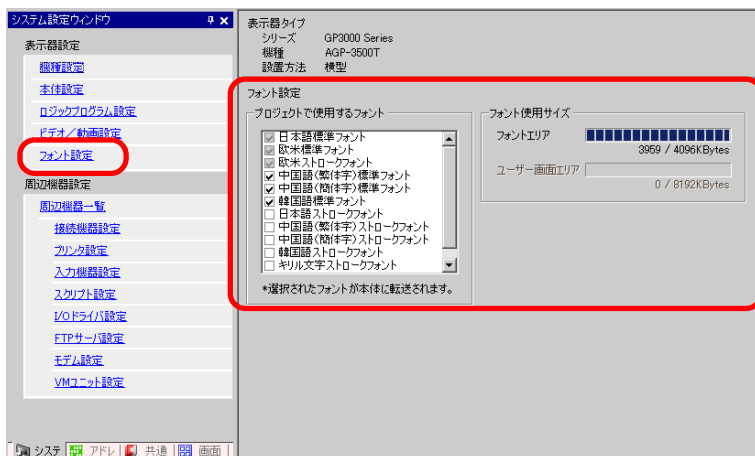 システム設定ウィンドウ
表示器設定
機種設定
本体設定
ロジックプログラム設定
ビデオ／動画設定
フォント設定
周辺機器設定
周辺機器一覧
接続機器設定
プリンタ設定
入力機器設定
スクリプト設定
I/Oドライバ設定
FTPサーバ設定
モデム設定
VMユニット設定
システ
アドレ
共通
画面
表示器タイプ
シリーズ GP3000 Series
機種 AGP-3500T
設置方法 横型
フォント設定
プロジェクトで使用するフォント
日本語標準フォント
欧米標準フォント
欧米ストロークフォント
中国語(繁体字)標準フォント
中国語(簡体字)標準フォント
韓国語標準フォント
日本語ストロークフォント
中国語(繁体字)ストロークフォント
中国語(簡体字)ストロークフォント
韓国語ストロークフォント
キリル文字ストロークフォント
*選択されたフォントが本体に転送されます。
フォント使用サイズ
フォントエリア
3959 / 4096KBytes
ユーザー画面エリア
0 / 8192KBytes